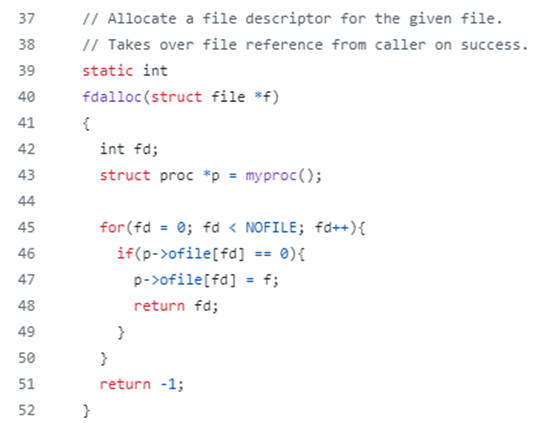 37 // Allocate a file descriptor for the given file.
38 // Takes over file reference from caller on success.
39 static int
40 fdalloc(struct file *f)
41 {
42   int fd;
43   struct proc *p = myproc();
44
45   for(fd = 0; fd < NOFILE; fd++){
46     if(p->ofile[fd] == 0){
47       p->ofile[fd] = f;
48       return fd;
49     }
50   }
51   return -1;
52 }